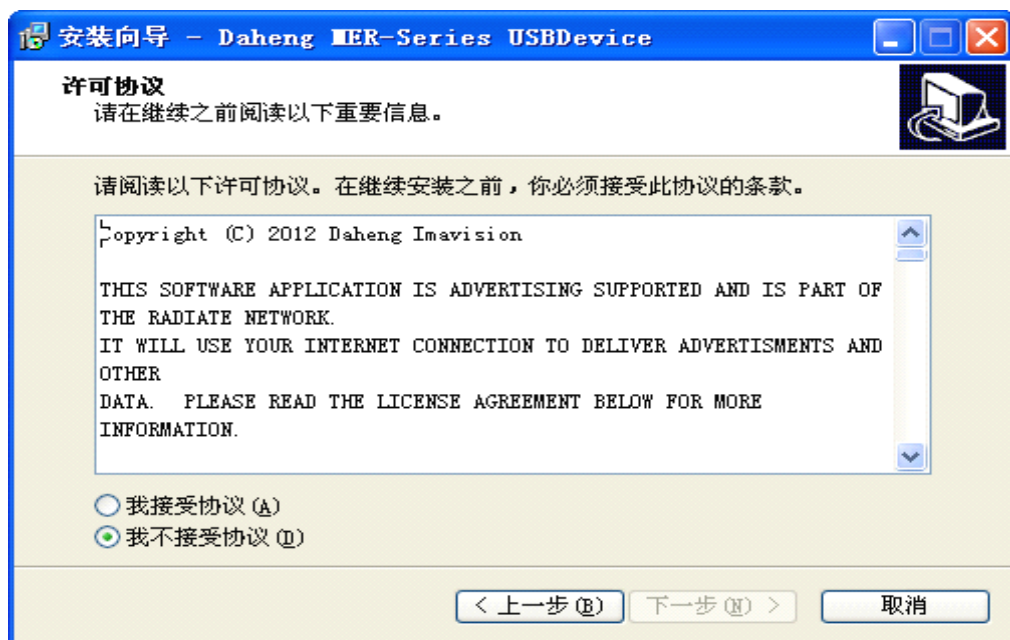 安装向导 - Daheng MER-Series USBDevice
许可协议
请在继续之前阅读以下重要信息。
请阅读以下许可协议。在继续安装之前，你必须接受此协议的条款。
Copyright (C) 2012 Daheng Imavision
THIS SOFTWARE APPLICATION IS ADVERTISING SUPPORTED AND IS PART OF
THE RADIATE NETWORK.
IT WILL USE YOUR INTERNET CONNECTION TO DELIVER ADVERTISMENTS AND
OTHER
DATA.  PLEASE READ THE LICENSE AGREEMENT BELOW FOR MORE
INFORMATION.
我接受协议(A)
我不接受协议(D)
< 上一步(B)
下一步(N) >
取消